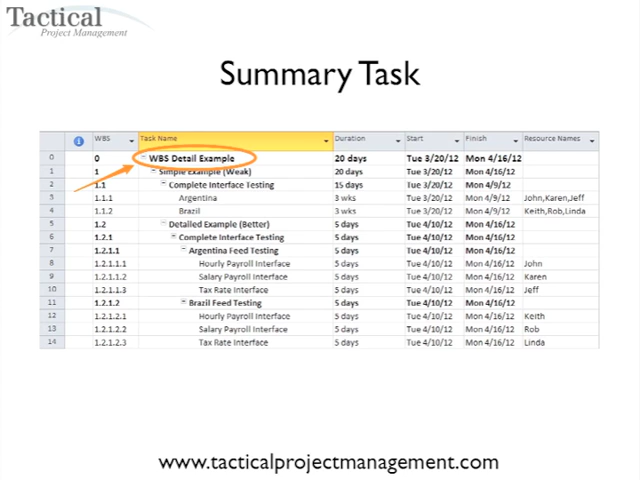 Tactical
Project Management
Summary Task
WBS Task Name Duration Start Finish Resource Names
0 0 WBS Detail Example 20 days Tue 3/20/12 Mon 4/16/12
1 1 Simple Example (Weak) 20 days Tue 3/20/12 Mon 4/16/12
2 1.1 Complete Interface Testing 15 days Tue 3/20/12 Mon 4/9/12
3 1.1.1 Argentina 3 wks Tue 3/20/12 Mon 4/9/12 John,Karen,Jeff
4 1.1.2 Brazil 3 wks Tue 3/20/12 Mon 4/9/12 Keith,Rob,Linda
5 1.2 Detailed Example (Better) 5 days Tue 4/10/12 Mon 4/16/12
6 1.2.1 Complete Interface Testing 5 days Tue 4/10/12 Mon 4/16/12
7 1.2.1.1 Argentina Feed Testing 5 days Tue 4/10/12 Mon 4/16/12
8 1.2.1.1.1 Hourly Payroll Interface 5 days Tue 4/10/12 Mon 4/16/12 John
9 1.2.1.1.2 Salary Payroll Interface 5 days Tue 4/10/12 Mon 4/16/12 Karen
10 1.2.1.1.3 Tax Rate Interface 5 days Tue 4/10/12 Mon 4/16/12 Jeff
11 1.2.1.2 Brazil Feed Testing 5 days Tue 4/10/12 Mon 4/16/12
12 1.2.1.2.1 Hourly Payroll Interface 5 days Tue 4/10/12 Mon 4/16/12 Keith
13 1.2.1.2.2 Salary Payroll Interface 5 days Tue 4/10/12 Mon 4/16/12 Rob
14 1.2.1.2.3 Tax Rate Interface 5 days Tue 4/10/12 Mon 4/16/12 Linda
www.tacticalprojectmanagement.com